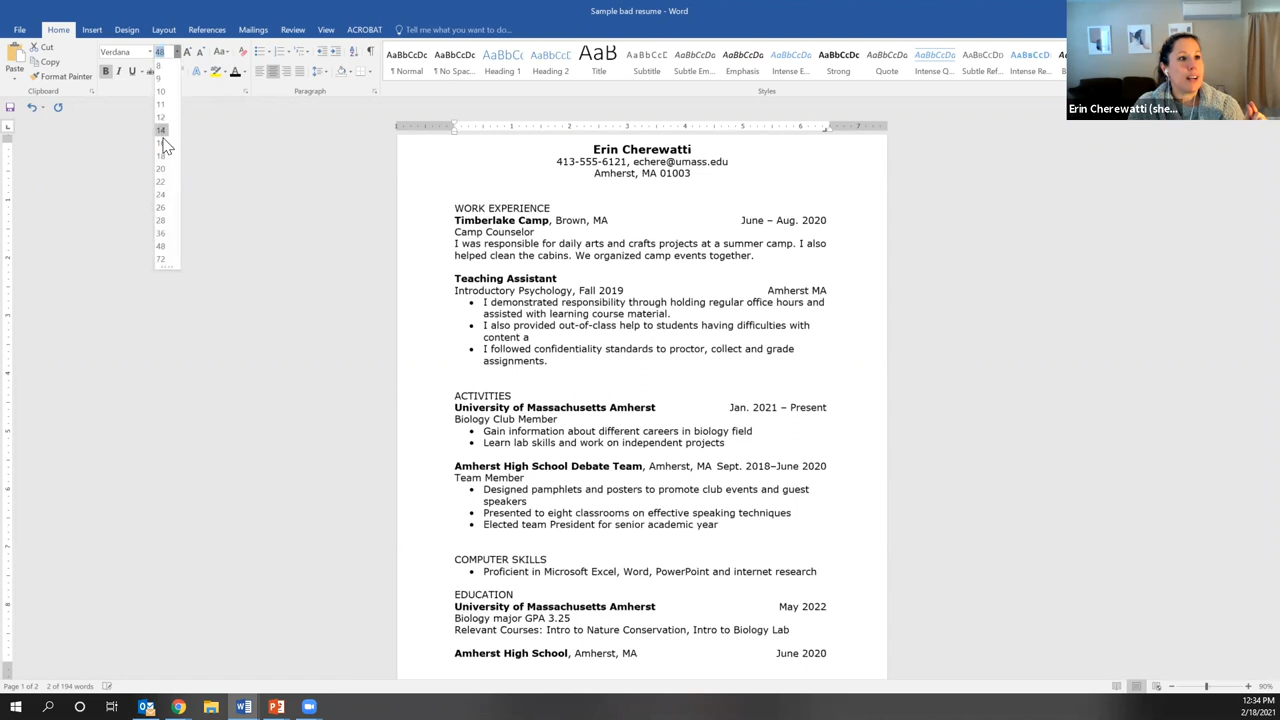 Sample bad resume - Word
File Home Insert Design Layout References Mailings Review View ACROBAT Tell me what you want to do...
Cut
Copy
Format Painter
Paste
Clipboard
Verdana 48
8
9
10
11
12
14
18
20
22
24
26
28
36
48
72
Paragraph
AaBbCcDc AaBbCcDc AaBbCc AaBbCcD AaB AaBbCcD AaBbCcDa AaBbCcDa AaBbCcDa AaBbCcDc AaBbCcDa AaBbCcDa AaBbCcDa AaBbCcDa
¶ Normal ¶ No Spac... Heading 1 Heading 2 Title Subtitle Subtle Em... Emphasis Intense E... Strong Quote Intense Q... Subtle Ref... Intense Re...
Styles
Erin Cherewatti (she...
1 1 2 3 4 5 6 7
Erin Cherewatti
413-555-6121, echere@umass.edu
Amherst, MA 01003
WORK EXPERIENCE
Timberlake Camp, Brown, MA June – Aug. 2020
Camp Counselor
I was responsible for daily arts and crafts projects at a summer camp. I also
helped clean the cabins. We organized camp events together.
Teaching Assistant
Introductory Psychology, Fall 2019 Amherst MA
• I demonstrated responsibility through holding regular office hours and
assisted with learning course material.
• I also provided out-of-class help to students having difficulties with
content a
• I followed confidentiality standards to proctor, collect and grade
assignments.
ACTIVITIES
University of Massachusetts Amherst Jan. 2021 – Present
Biology Club Member
• Gain information about different careers in biology field
• Learn lab skills and work on independent projects
Amherst High School Debate Team, Amherst, MA Sept. 2018–June 2020
Team Member
• Designed pamphlets and posters to promote club events and guest
speakers
• Presented to eight classrooms on effective speaking techniques
• Elected team President for senior academic year
COMPUTER SKILLS
• Proficient in Microsoft Excel, Word, PowerPoint and internet research
EDUCATION
University of Massachusetts Amherst May 2022
Biology major GPA 3.25
Relevant Courses: Intro to Nature Conservation, Intro to Biology Lab
Amherst High School, Amherst, MA June 2020
Page 1 of 2 2 of 194 words 90%
12:34 PM
2/18/2021